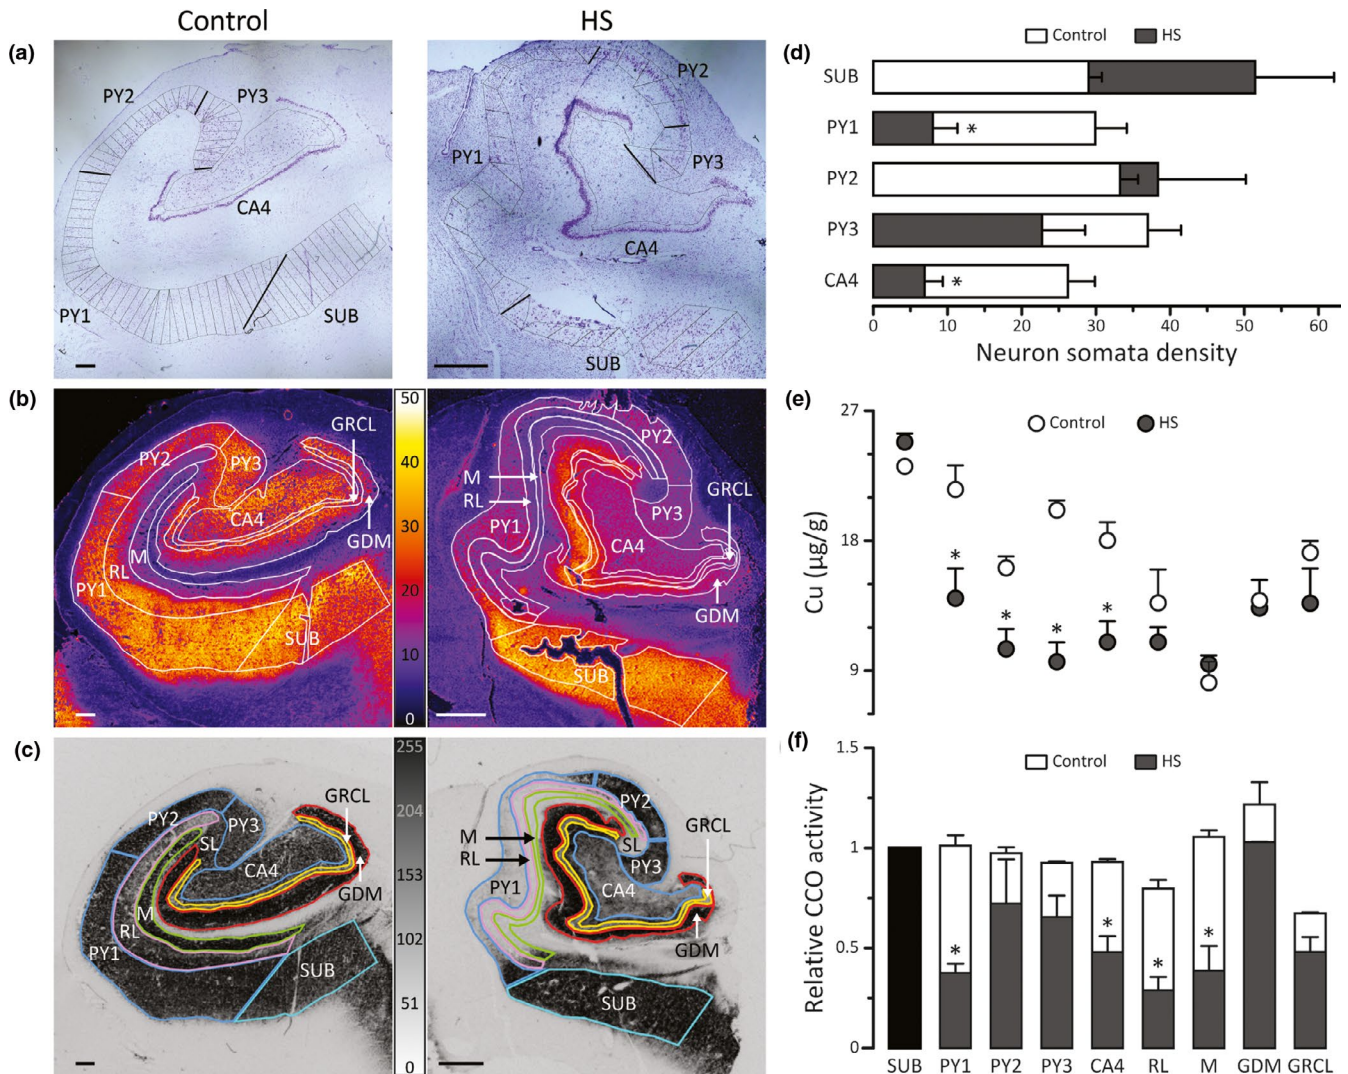 Control
HS
(a)
PY2
PY3
CA4
PY1
SUB
PY2
PY1
PY3
CA4
SUB
(b)
GRCL
PY2
PY3
CA4
M
RL
PY1
GDM
SUB
50
40
30
20
10
0
PY2
M
RL
GRCL
PY1
PY3
CA4
GDM
SUB
(c)
GRCL
PY2
PY3
SL
CA4
M
RL
PY1
GDM
SUB
255
204
153
102
51
0
PY2
M
RL
GRCL
SL
PY3
PY1
CA4
GDM
SUB
(d)
Control HS
SUB
PY1 *
PY2
PY3
CA4 *
0 10 20 30 40 50 60
Neuron somata density
(e)
Control HS
27
18
9
Cu (µg/g)
* * * *
(f)
Control HS
1.5
1
0.5
0
Relative CO activity
* * * *
SUB PY1 PY2 PY3 CA4 RL M GDM GRCL